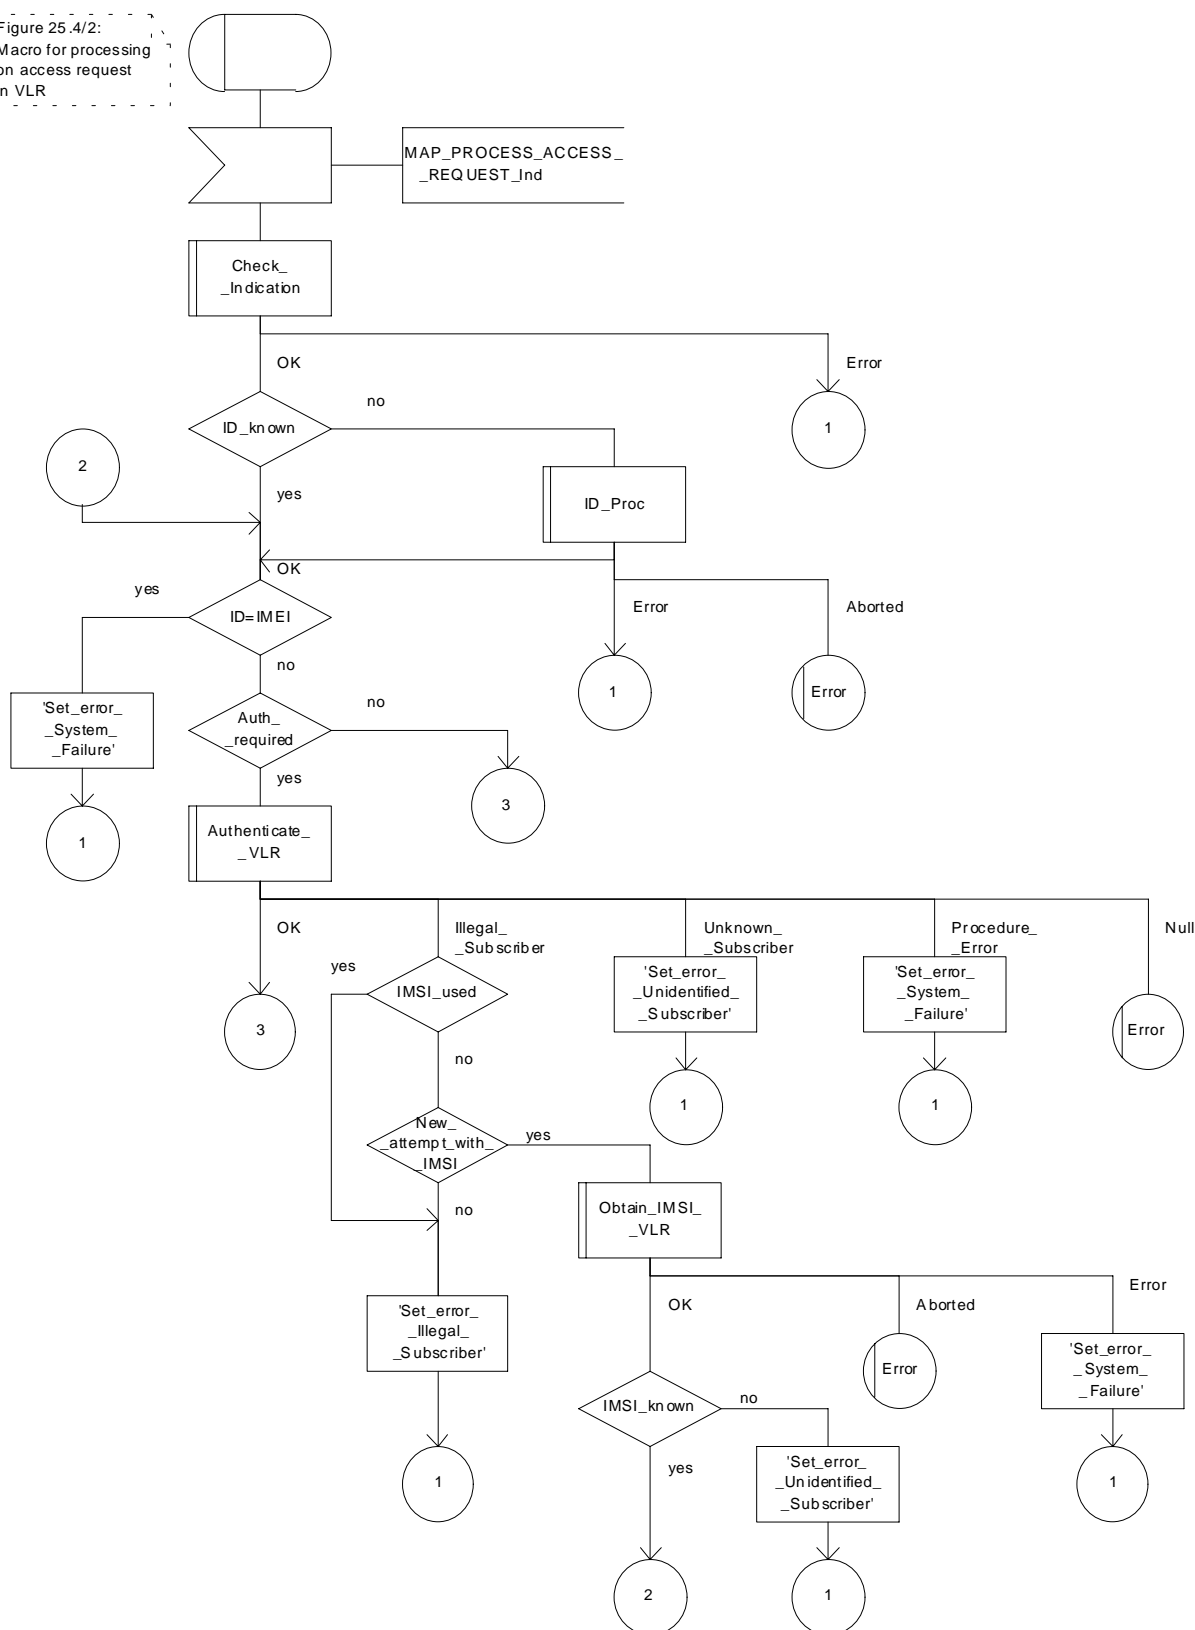 Figure 25.4/2:
Macro for processing
on access request
in VLR
MAP_PROCESS_ACCESS_
_REQUEST_Ind
Check_
_Indication
OK
Error
1
ID_known
no
2
yes
ID_Proc
OK
yes
ID=IMEI
Error
Aborted
no
1
Error
'Set_error_
_System_
_Failure'
Auth_
_required
no
yes
3
1
Authenticate_
_VLR
OK
Illegal_
_Subscriber
Unknown_
_Subscriber
Procedure_
_Error
Null
yes
IMSI_used
'Set_error_
_Unidentified_
_Subscriber'
'Set_error_
_System_
_Failure'
3
Error
no
1
1
New_
_attempt_with_
_IMSI
yes
no
Obtain_IMSI_
_VLR
OK
Aborted
Error
'Set_error_
_Illegal_
_Subscriber'
Error
'Set_error_
_System_
_Failure'
IMSI_known
no
yes
1
'Set_error_
_Unidentified_
_Subscriber'
1
2
1